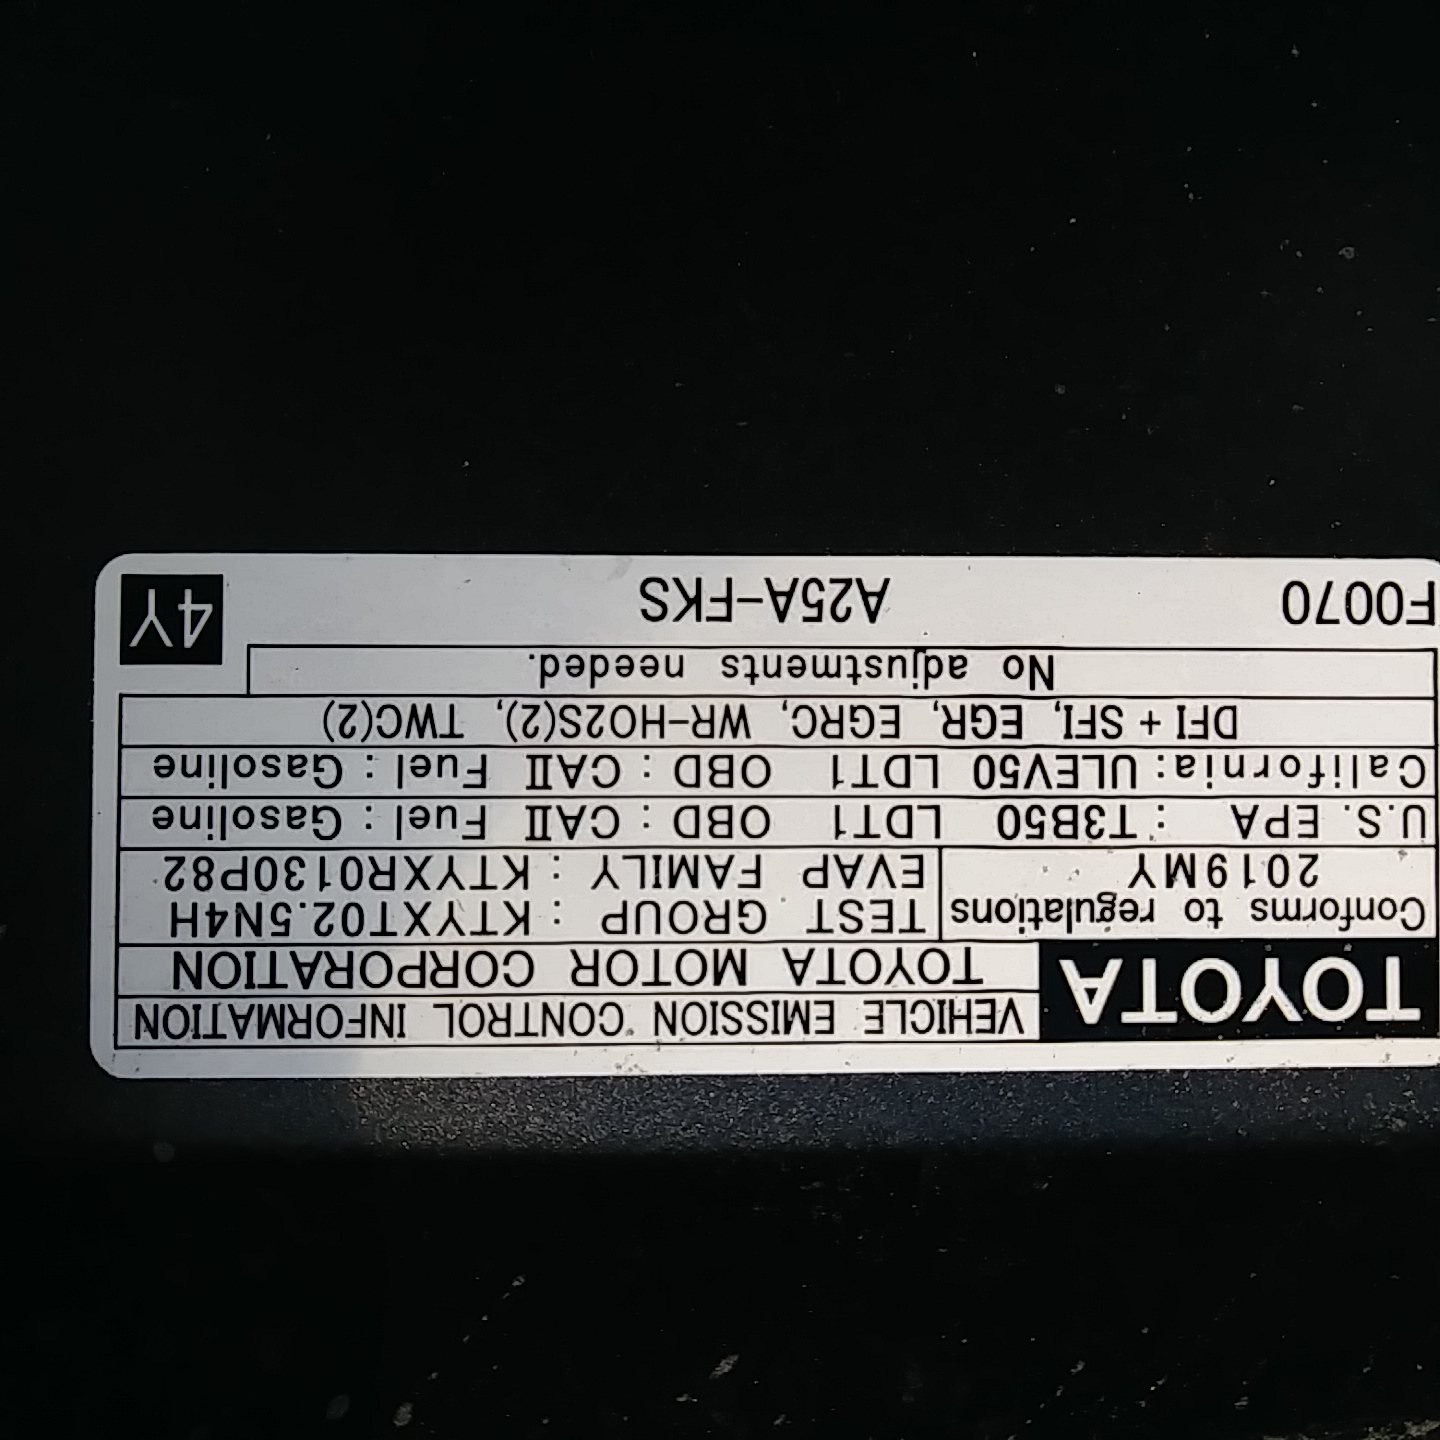 TOYOTA
VEHICLE EMISSION CONTROL INFORMATION
TOYOTA MOTOR CORPORATION
Conforms to regulations
2019MY
TEST GROUP : KTYXT02.5N4H
EVAP FAMILY : KTYXR0130P82
U.S. EPA : T3B50 LDT1 OBD : CAⅡ Fuel : Gasoline
California: ULEV50 LDT1 OBD : CAⅡ Fuel : Gasoline
DFI + SFI, EGR, EGRC, WR-HO2S(2), TWC(2)
No adjustments needed.
F0070 A25A-FKS 4Y